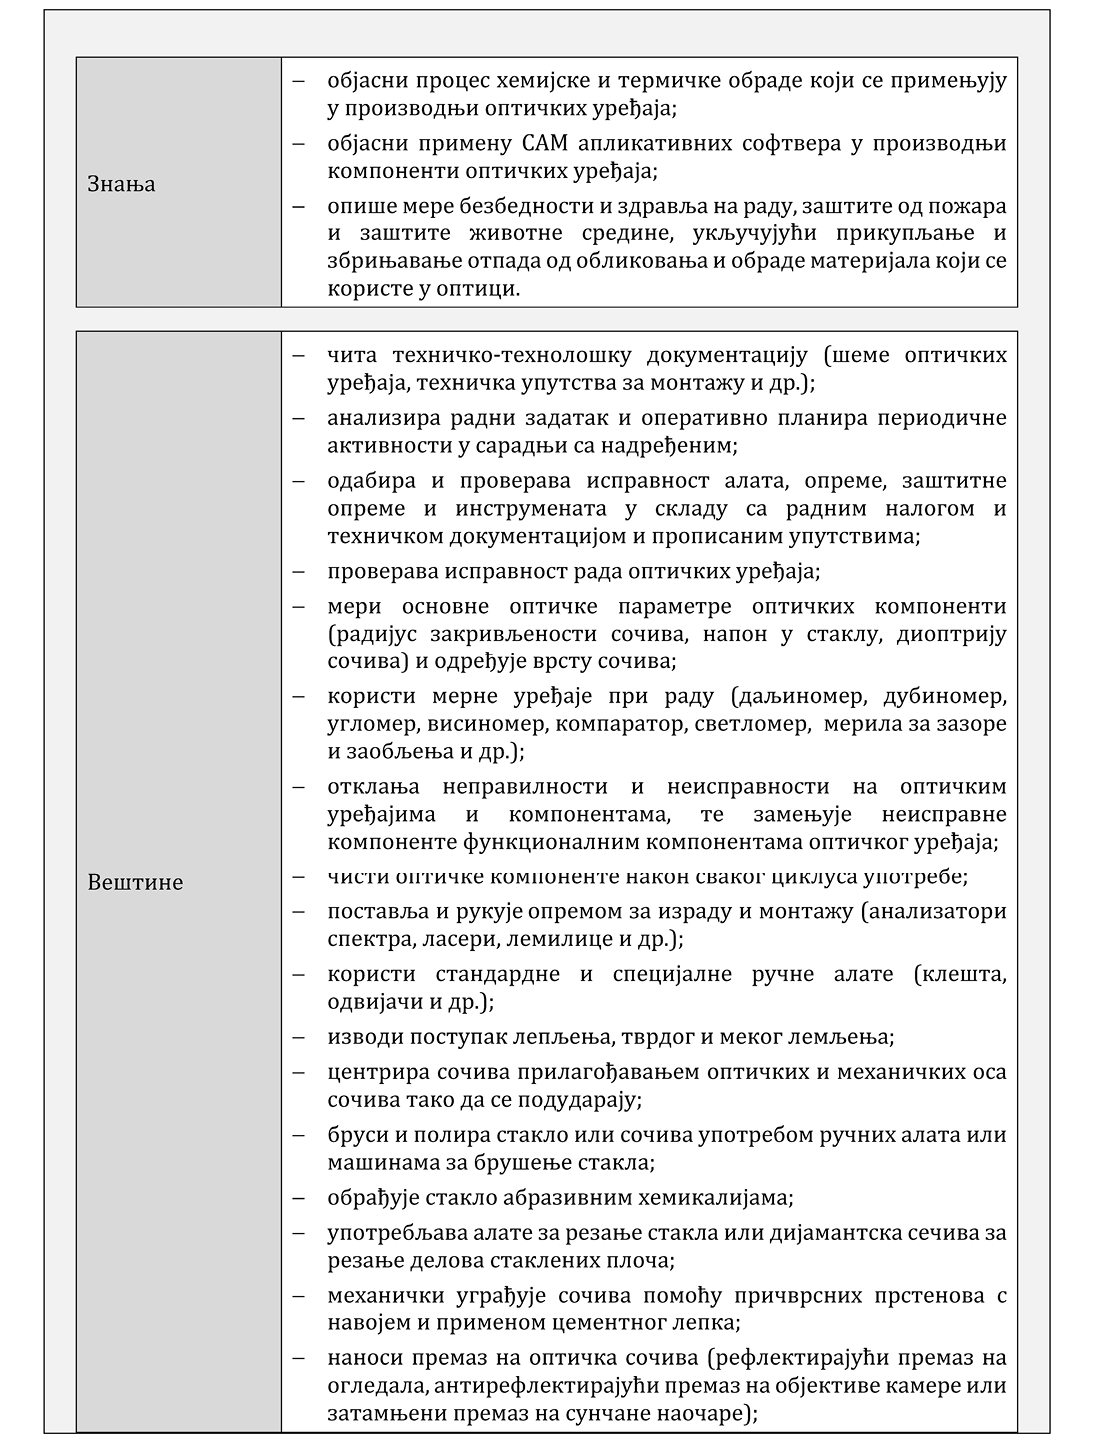 Знања
– објасни процес хемијске и термичке обраде који се примењују
у производњи оптичких уређаја;
– објасни примену CAM апликативних софтвера у производњи
компоненти оптичких уређаја;
– опише мере безбедности и здравља на раду, заштите од пожара
и заштите животне средине, укључујући прикупљање и
збрињавање отпада од обликовања и обраде материјала који се
користе у оптици.
Вештине
– чита техничко-технолошку документацију (шеме оптичких
уређаја, техничка упутства за монтажу и др.);
– анализира радни задатак и оперативно планира периодичне
активности у сарадњи са надређеним;
– одабира и проверава исправност алата, опреме, заштитне
опреме и инструмената у складу са радним налогом и
техничком документацијом и прописаним упутствима;
– проверава исправност рада оптичких уређаја;
– мери основне оптичке параметре оптичких компоненти
(радијус закривљености сочива, напон у стаклу, диоптрију
сочива) и одређује врсту сочива;
– користи мерне уређаје при раду (даљиномер, дубиномер,
угломер, висиномер, компаратор, светломер, мерила за зазоре
и заобљења и др.);
– отклања неправилности и неисправности на оптичким
уређајима и компонентама, те замењује неисправне
компоненте функционалним компонентама оптичког уређаја;
– чисти оптичке компоненте након сваког циклуса употребе;
– поставља и рукује опремом за израду и монтажу (анализатори
спектра, ласери, лемилице и др.);
– користи стандардне и специјалне ручне алате (клешта,
одвијачи и др.);
– изводи поступак лепљења, тврдог и меког лемљења;
– центрира сочива прилагођавањем оптичких и механичких оса
сочива тако да се подударају;
– бруси и полира стакло или сочива употребом ручних алата или
машинама за брушење стакла;
– обрађује стакло абразивним хемикалијама;
– употребљава алате за резање стакла или дијамантска сечива за
резање делова стаклених плоча;
– механички уграђује сочива помоћу причврсних прстенова с
навојем и применом цементног лепка;
– наноси премаз на оптичка сочива (рефлектирајући премаз на
огледала, антирефлектирајући премаз на објективе камере или
затамњени премаз на сунчане наочаре);